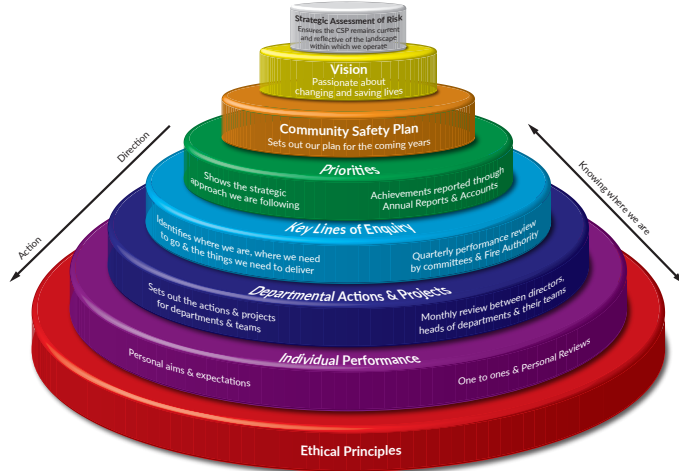 Strategic Assessment of Risk
Ensures the CSP remains current
and reflective of the landscape
within which we operate
Vision
Passionate about
changing and saving lives
Community Safety Plan
Sets out our plan for the coming years
Direction
Action
Knowing where we are
Priorities
Shows the strategic
approach we are following
Achievements reported through
Annual Reports & Accounts
Key Lines of Enquiry
Identifies where we are, where we need
to go & the things we need to deliver
Quarterly performance review
by committees & Fire Authority
Departmental Actions & Projects
Sets out the actions & projects
for departments & teams
Monthly review between directors,
heads of departments & their teams
Individual Performance
Personal aims & expectations
One to ones & Personal Reviews
Ethical Principles